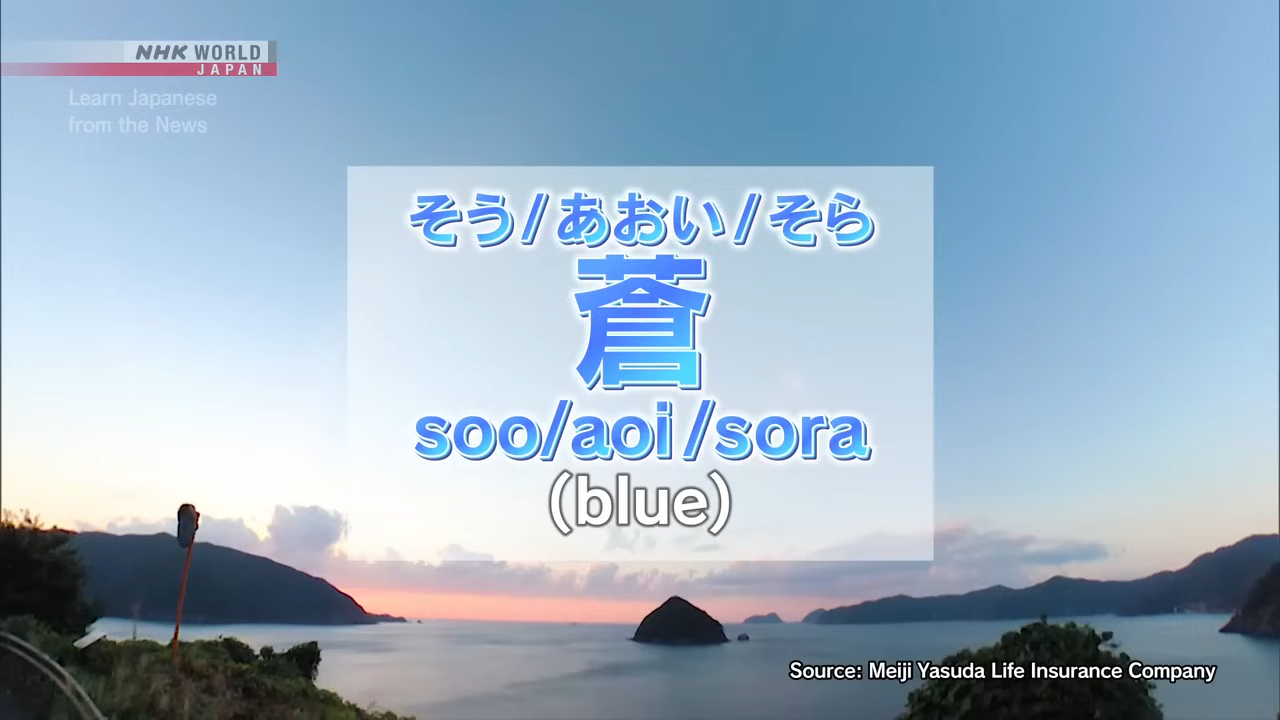 NHK WORLD
JAPAN
Learn Japanese
from the News
そう/あおい/そら
蒼
soo/aoi/sora
(blue)
Source: Meiji Yasuda Life Insurance Company